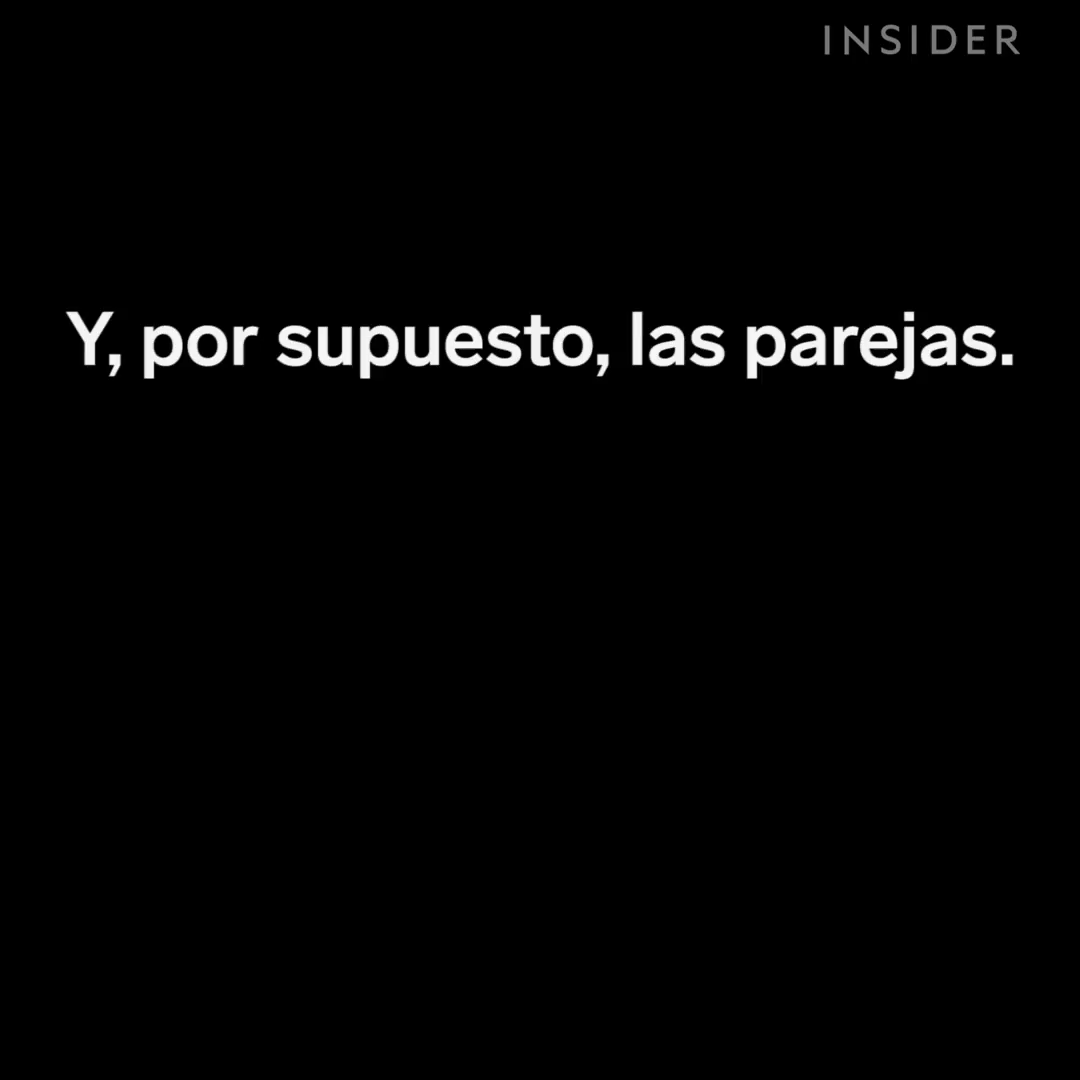 INSIDER
Y, por supuesto, las parejas.